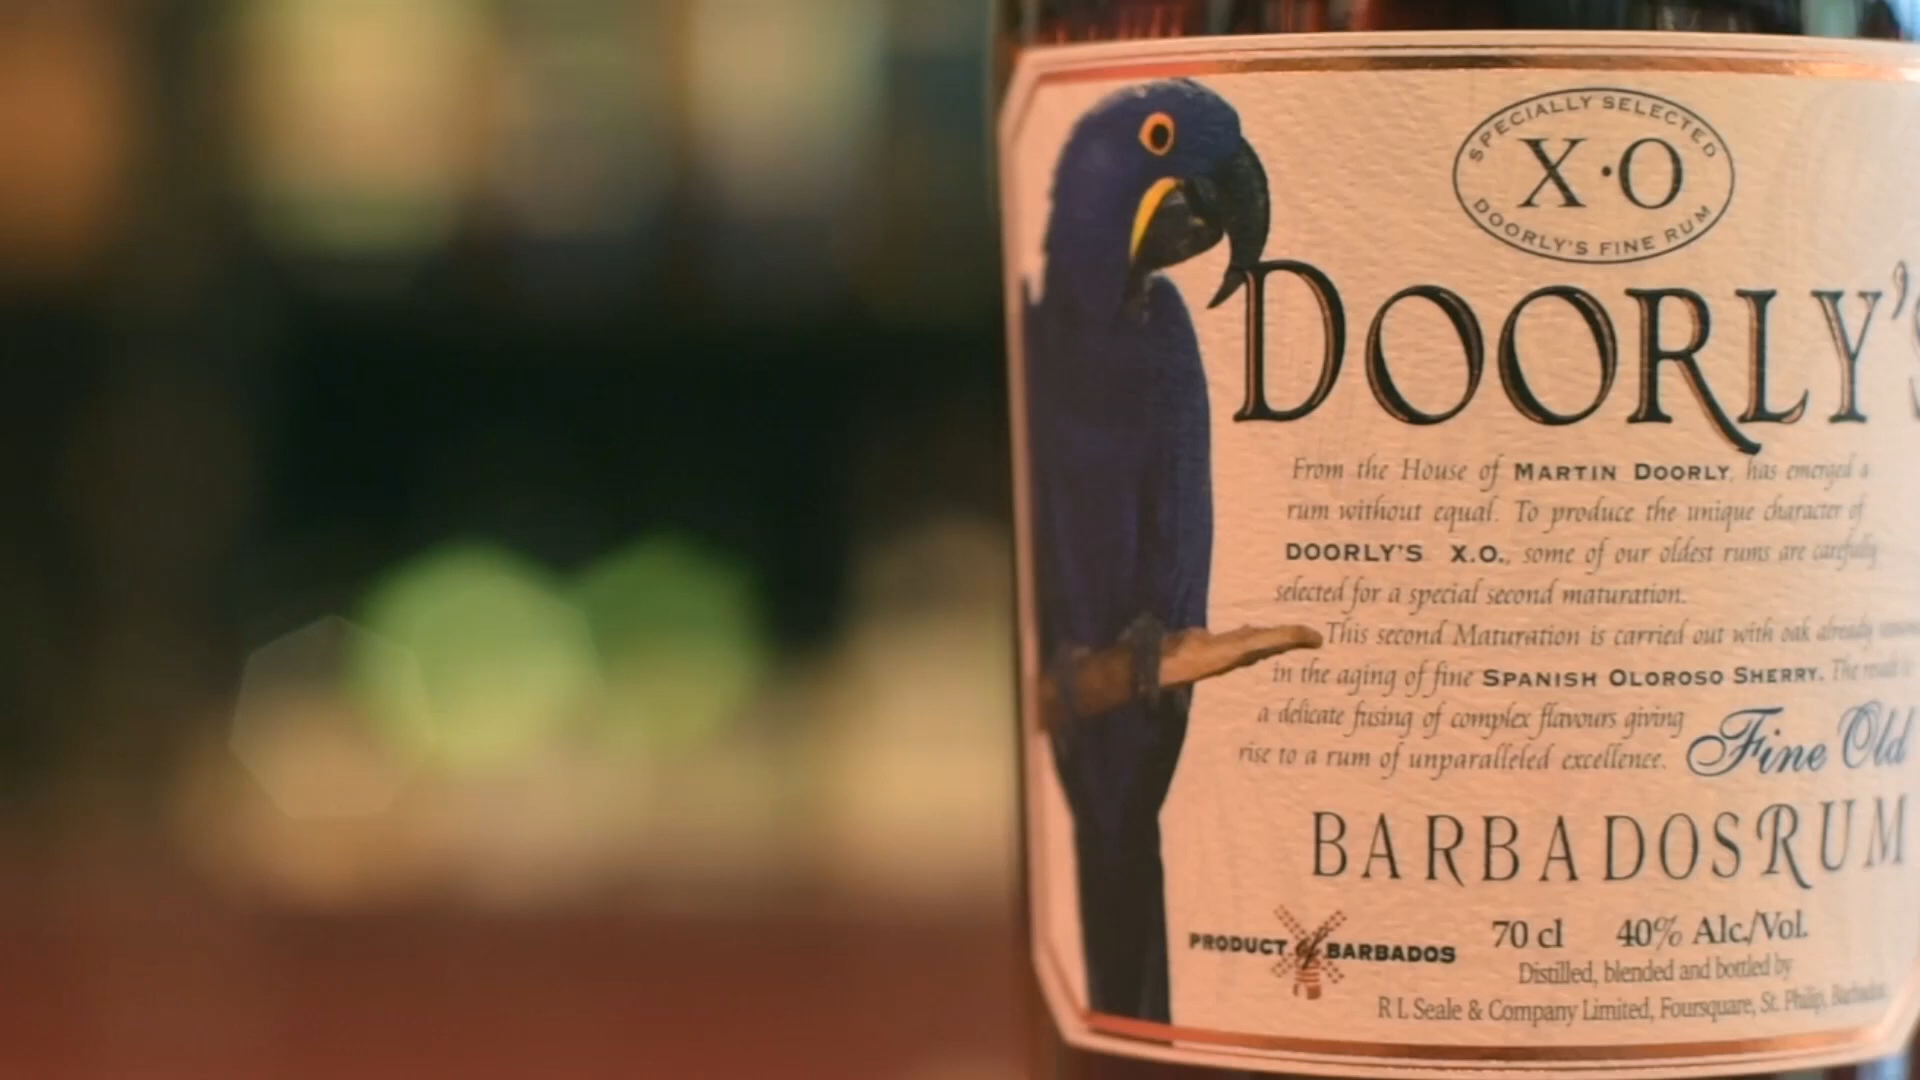 SPECIALLY SELECTED
X·O
DOORLY'S FINE RUM
DOORLY'S
From the House of MARTIN DOORLY, has emerged a
rum without equal. To produce the unique character of
DOORLY'S X.O., some of our oldest rums are carefully
selected for a special second maturation.
This second Maturation is carried out with oak already
in the aging of fine SPANISH OLOROSO SHERRY. The result is
a delicate fusing of complex flavours giving
rise to a rum of unparalleled excellence.
Fine Old
BARBADOS RUM
PRODUCT of BARBADOS
70 cl 40% Alc./Vol.
Distilled, blended and bottled by
R L Seale & Company Limited, Foursquare, St. Philip, Barbados